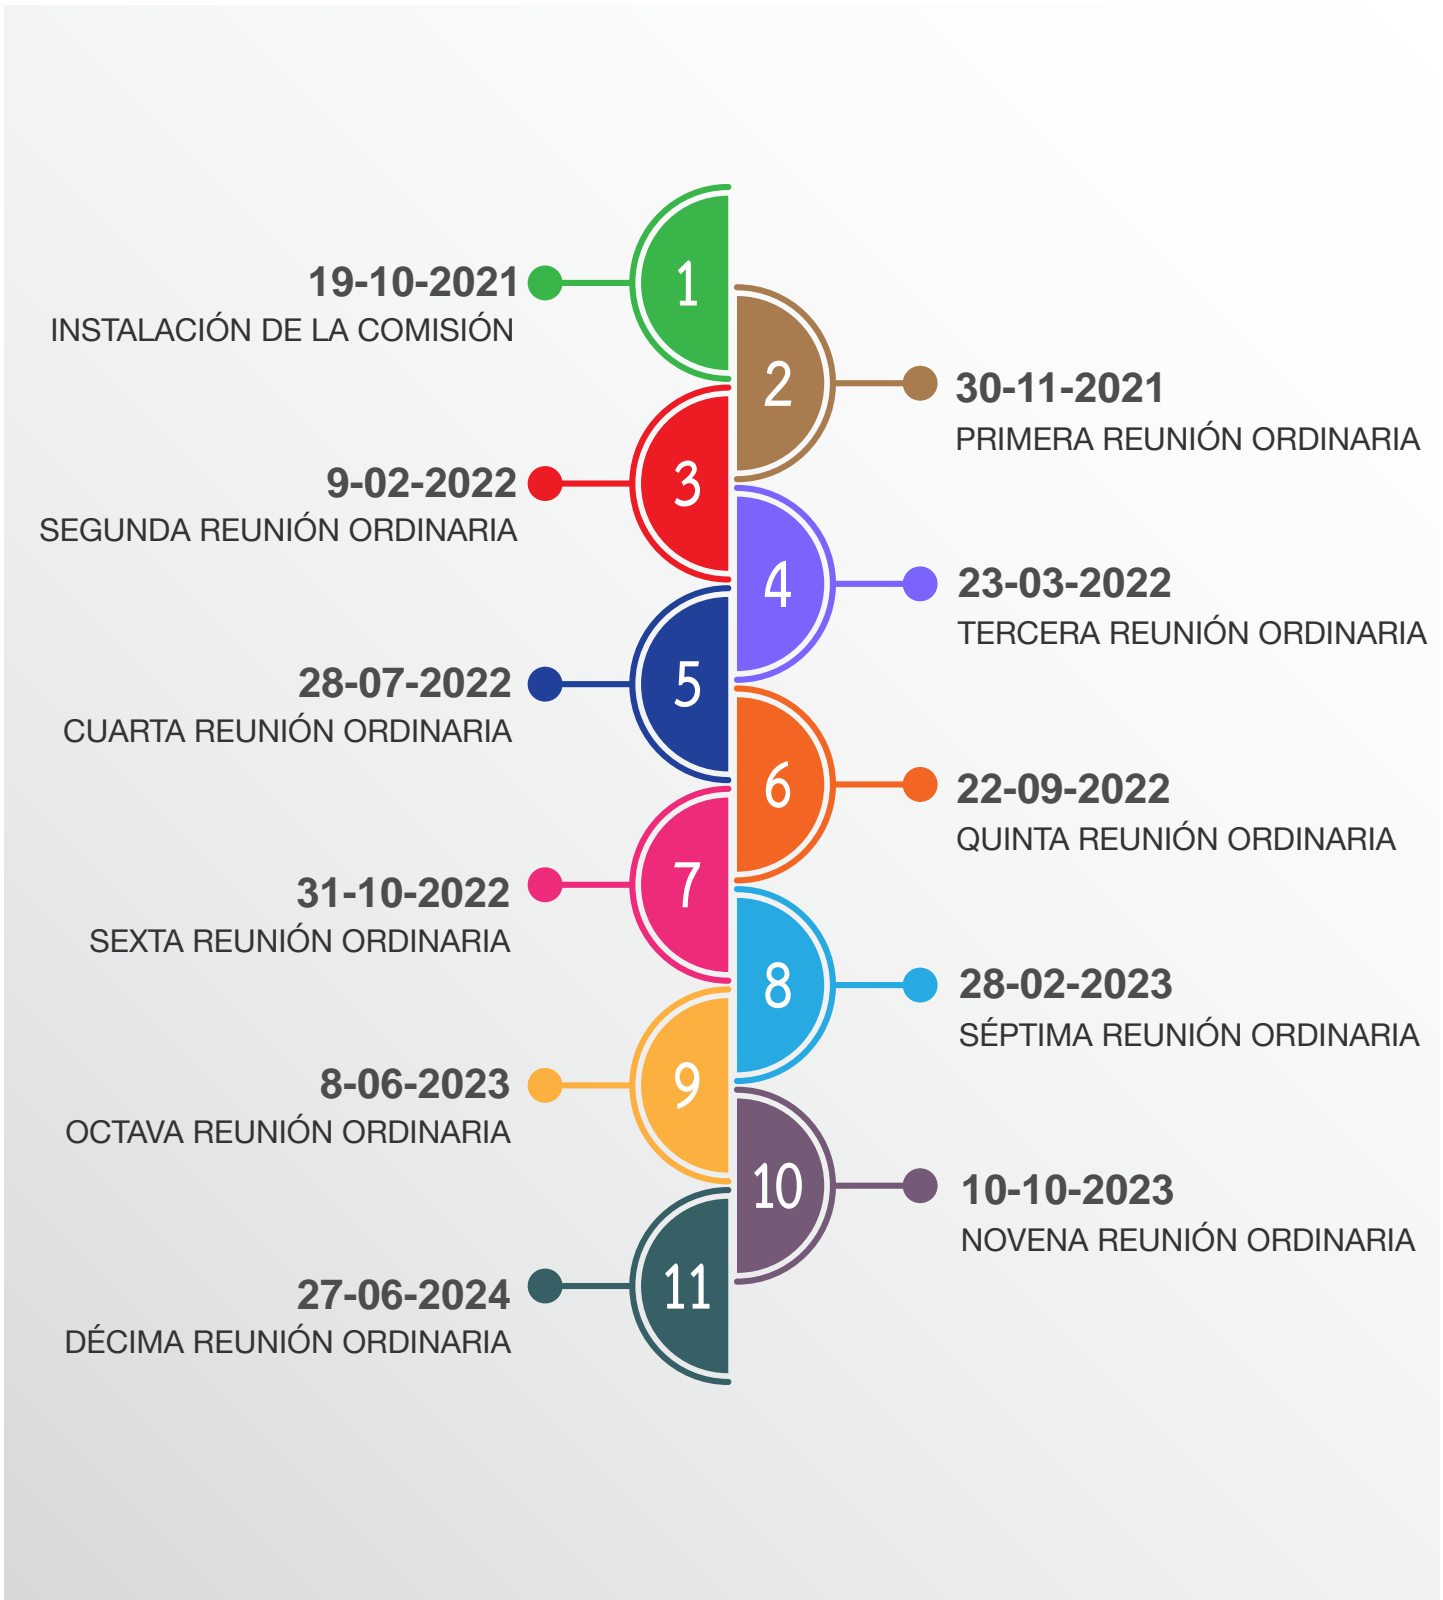 1
19-10-2021
INSTALACIÓN DE LA COMISIÓN
2
30-11-2021
PRIMERA REUNIÓN ORDINARIA
3
9-02-2022
SEGUNDA REUNIÓN ORDINARIA
4
23-03-2022
TERCERA REUNIÓN ORDINARIA
5
28-07-2022
CUARTA REUNIÓN ORDINARIA
6
22-09-2022
QUINTA REUNIÓN ORDINARIA
7
31-10-2022
SEXTA REUNIÓN ORDINARIA
8
28-02-2023
SÉPTIMA REUNIÓN ORDINARIA
9
8-06-2023
OCTAVA REUNIÓN ORDINARIA
10
10-10-2023
NOVENA REUNIÓN ORDINARIA
11
27-06-2024
DÉCIMA REUNIÓN ORDINARIA